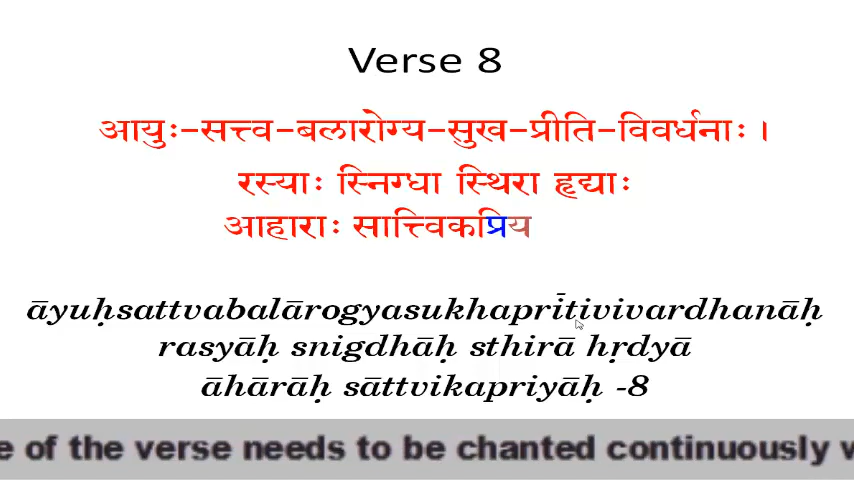 Verse 8
आयुः-सत्त्व-बलारोग्य-सुख-प्रीति-विवर्धनाः ।
रस्याः स्निग्धा स्थिरा हृद्याः
आहाराः सात्त्विकप्रिय
āyuḥsattvabalārogyasukhaprītivivardhanāḥ
rasyāḥ snigdhāḥ sthirā hṛdyā
āhārāḥ sāttvikapriyāḥ -8
e of the verse needs to be chanted continuously v